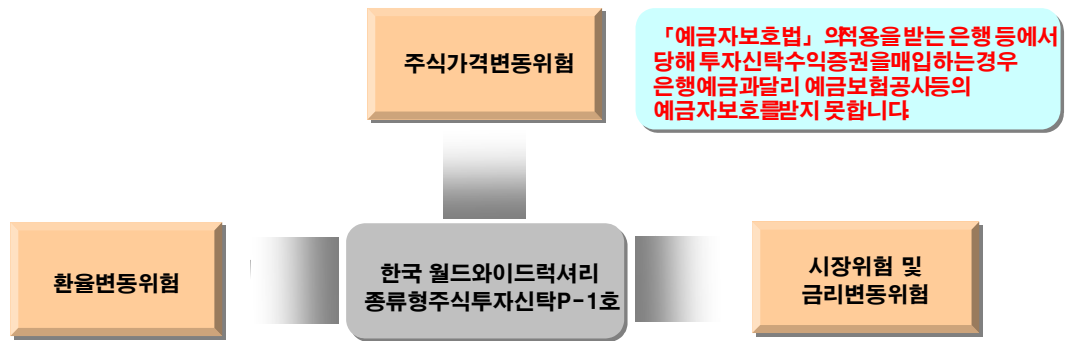 주식가격변동위험
「예금자보호법」의적용을 받는 은행 등에서
당해 투자신탁수익증권을매입하는경우
은행예금과달리 예금보험공사등의
예금자보호를받지 못합니다.
환율변동위험
한국 월드와이드럭셔리
종류형주식투자신탁P-1호
시장위험 및
금리변동위험